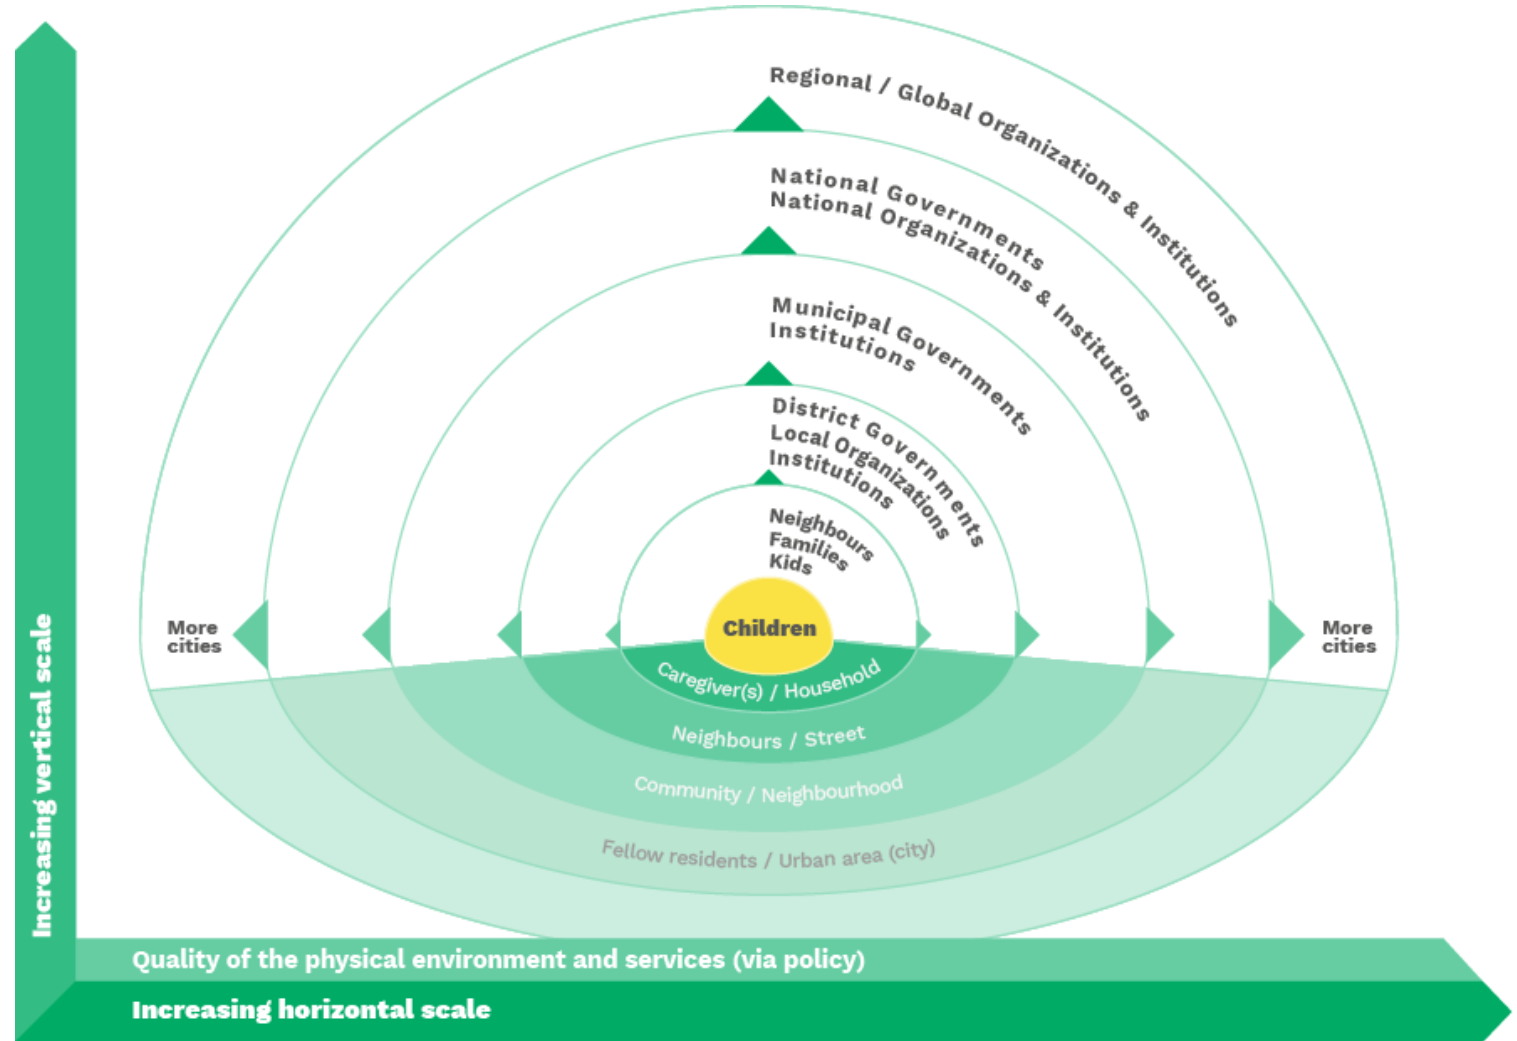 Regional / Global Organizations & Institutions
National Governments
National Organizations & Institutions
Municipal Governments
Institutions
District Governments
Local Organizations
Institutions
Neighbours
Families
Kids
Children
More
cities
More
cities
Caregiver(s) / Household
Neighbours / Street
Community / Neighbourhood
Fellow residents / Urban area (city)
Increasing vertical scale
Quality of the physical environment and services (via policy)
Increasing horizontal scale